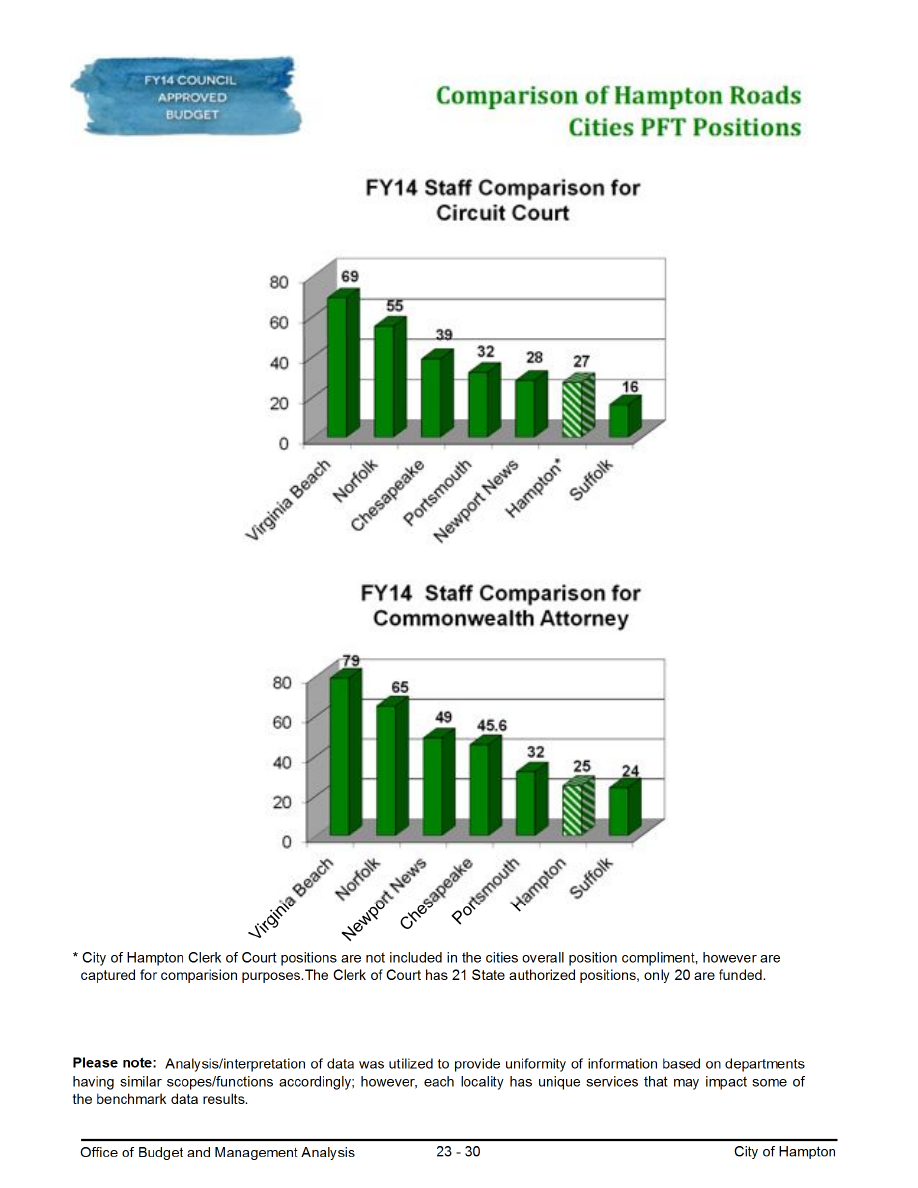 FY14 COUNCIL
APPROVED
BUDGET
Comparison of Hampton Roads
Cities PFT Positions
FY14 Staff Comparison for
Circuit Court
80
60
40
20
0
69
55
39
32
28
27
16
Virginia Beach
Norfolk
Chesapeake
Portsmouth
Newport News
Hampton*
Suffolk
FY14  Staff Comparison for
Commonwealth Attorney
80
60
40
20
0
79
65
49
45.6
32
25
24
Virginia Beach
Norfolk
Newport News
Chesapeake
Portsmouth
Hampton
Suffolk
* City of Hampton Clerk of Court positions are not included in the cities overall position compliment, however are
captured for comparision purposes.The Clerk of Court has 21 State authorized positions, only 20 are funded.
Please note:  Analysis/interpretation of data was utilized to provide uniformity of information based on departments
having similar scopes/functions accordingly; however, each locality has unique services that may impact some of
the benchmark data results.
Office of Budget and Management Analysis 23 - 30 City of Hampton